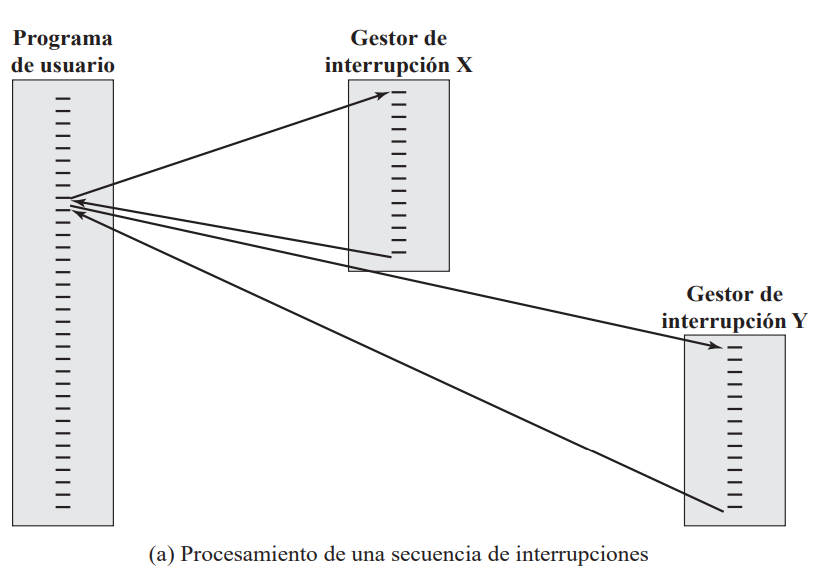 Programa
de usuario
Gestor de
interrupción X
Gestor de
interrupción Y
(a) Procesamiento de una secuencia de interrupciones